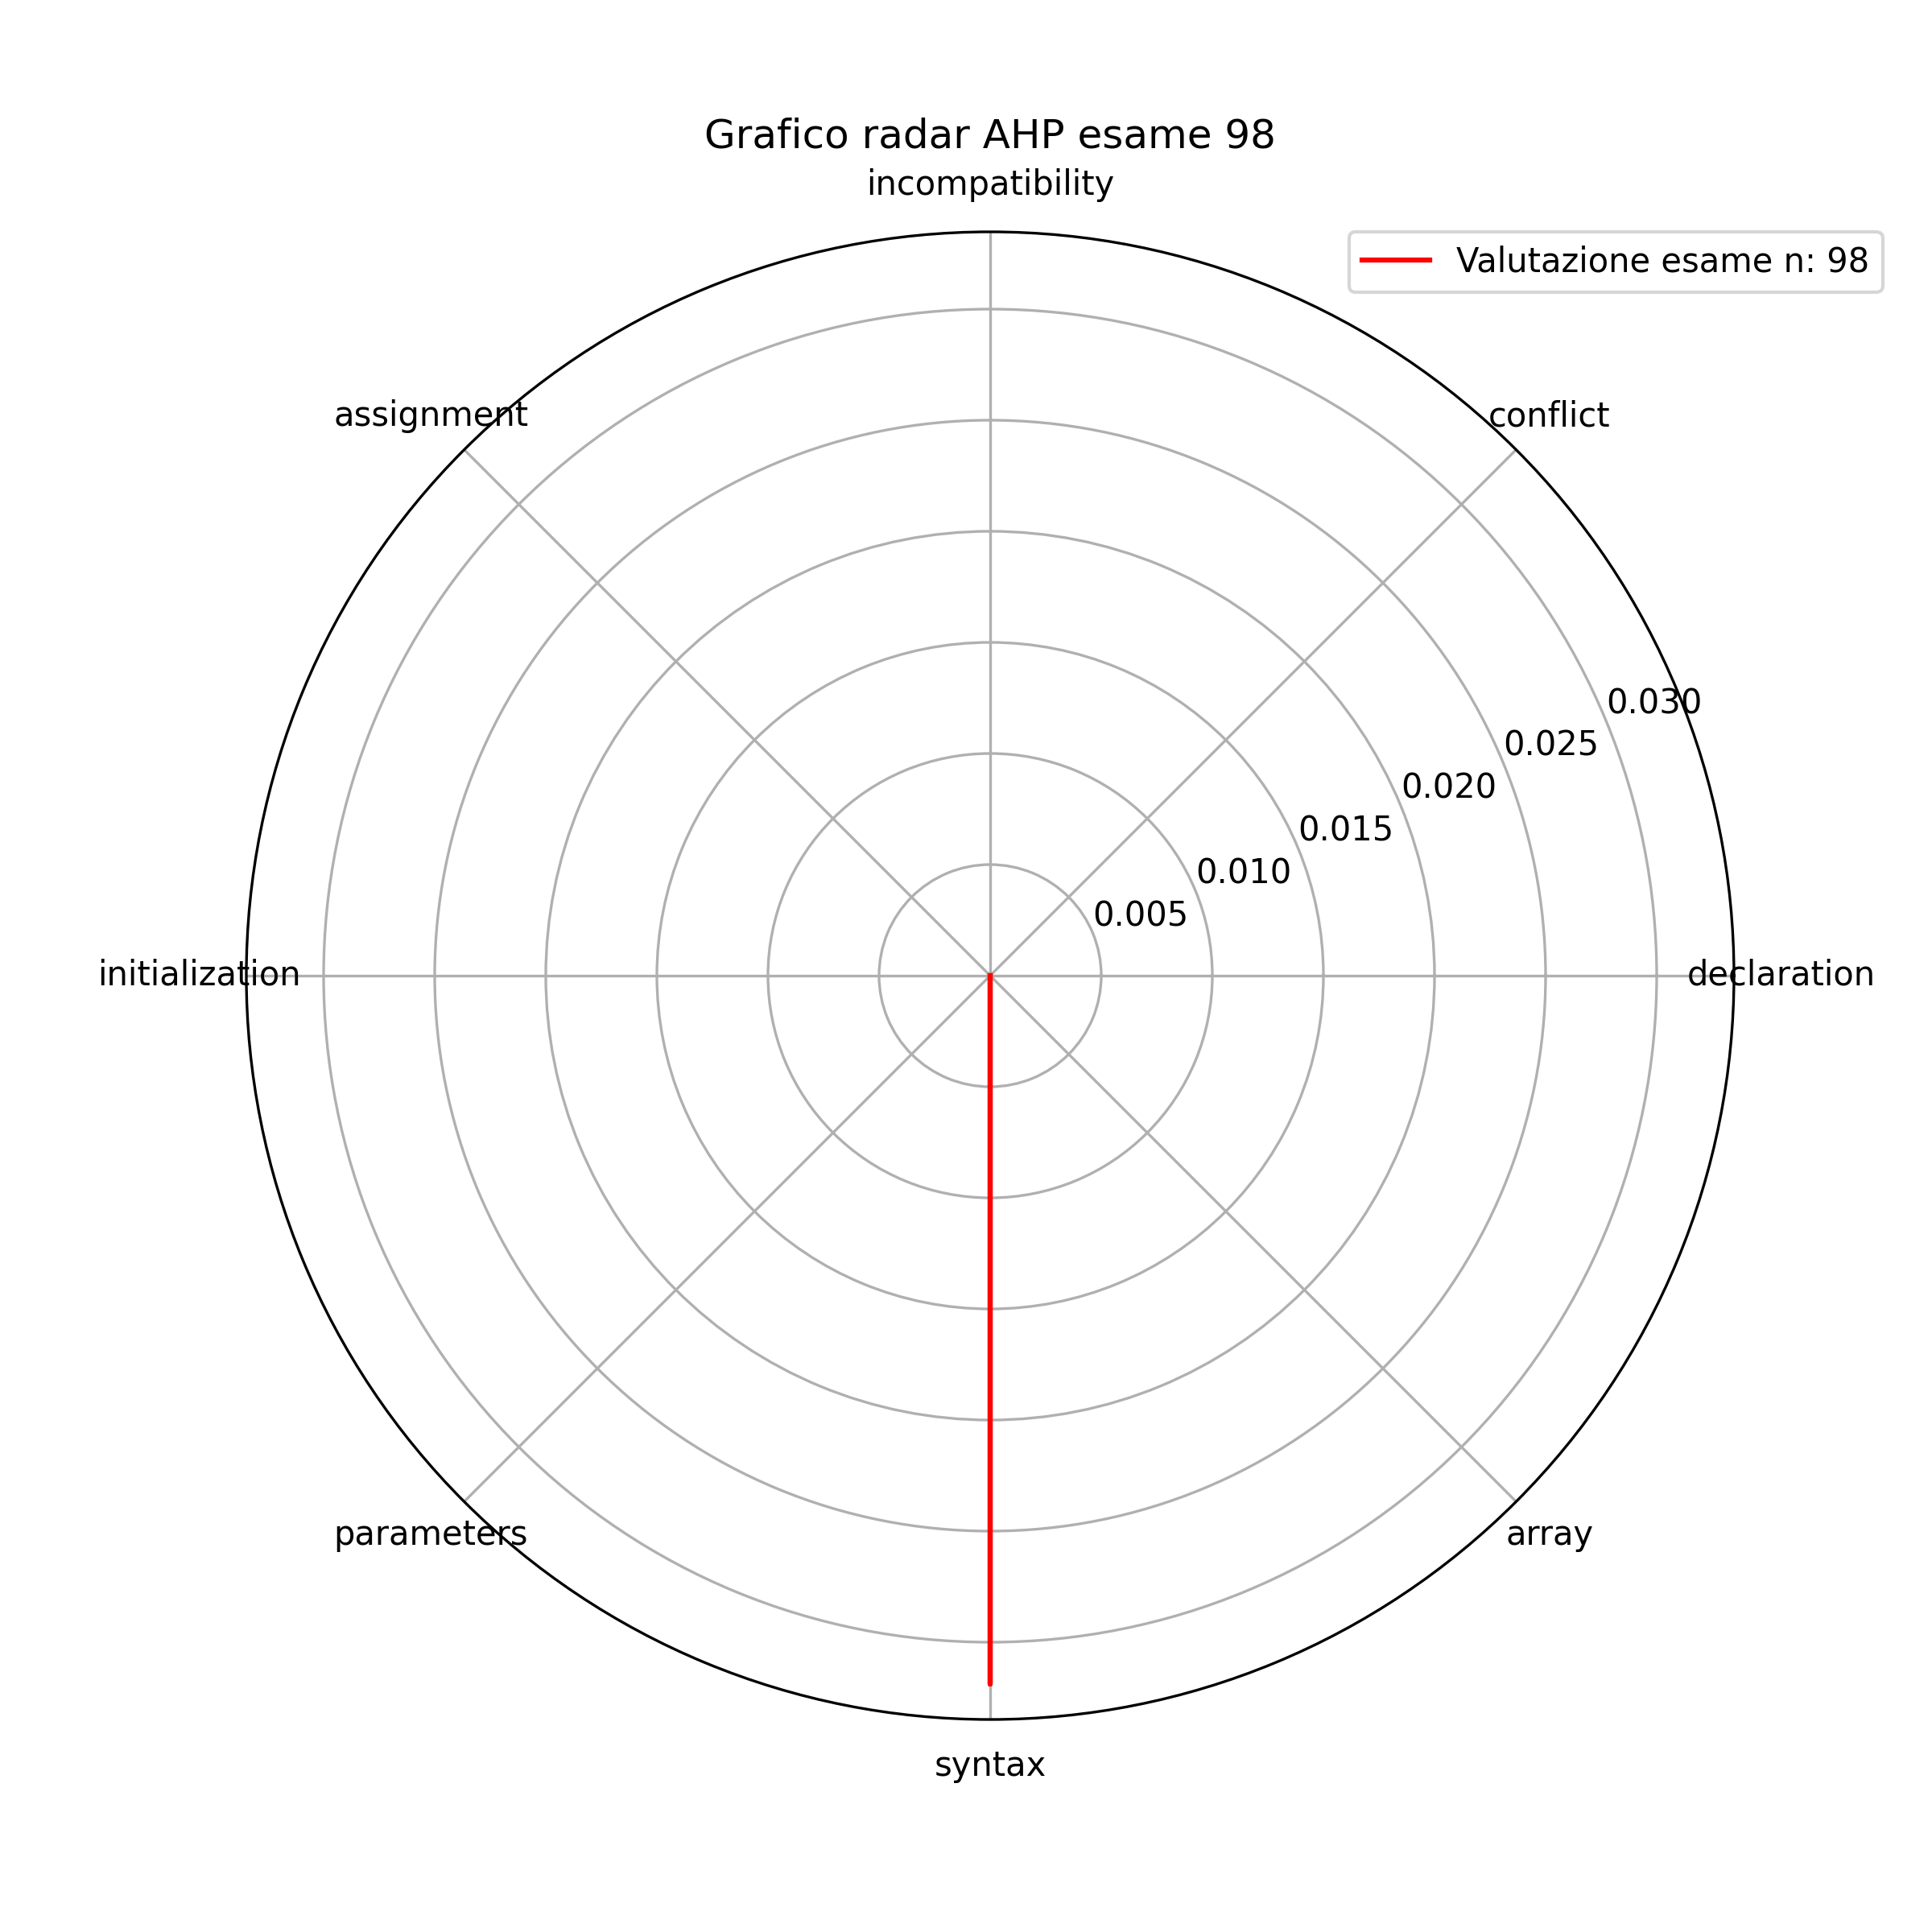 Grafico radar AHP esame 98
incompatibility
Valutazione esame n: 98
assignment
conflict
0.030
0.025
0.020
0.015
0.010
0.005
initialization
declaration
parameters
array
syntax